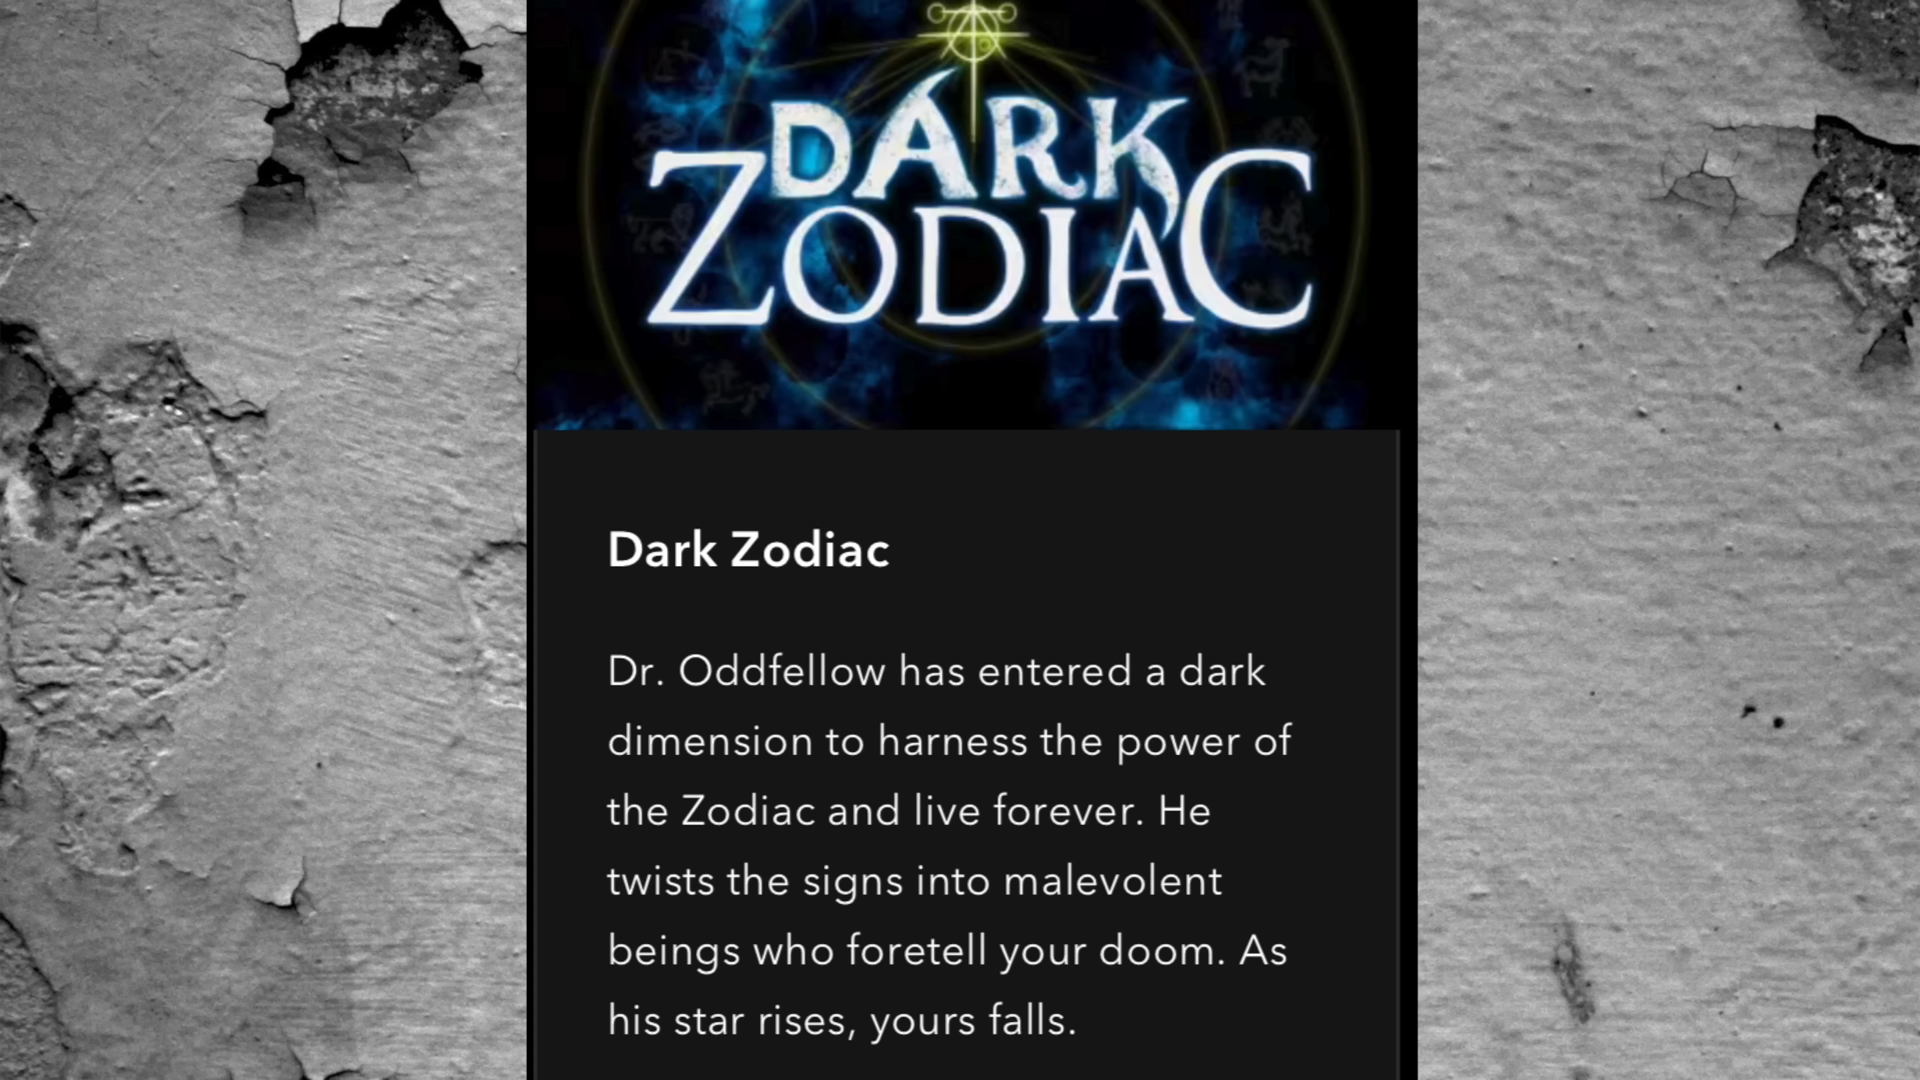 DARK
ZODIAC
Dark Zodiac
Dr. Oddfellow has entered a dark
dimension to harness the power of
the Zodiac and live forever. He
twists the signs into malevolent
beings who foretell your doom. As
his star rises, yours falls.